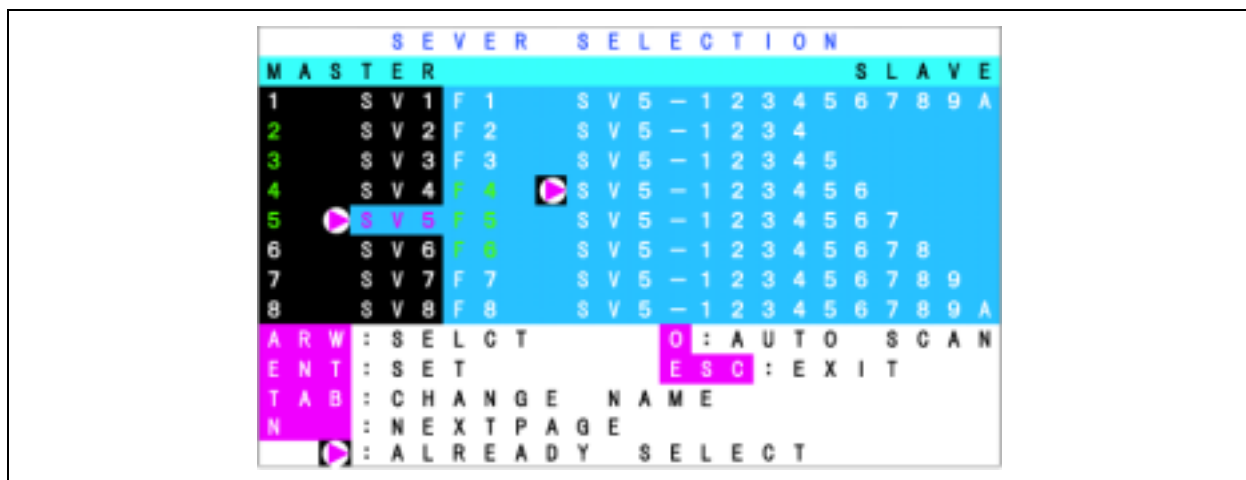 SEVER SELECTION
MASTER SLAVE
1 SV1 F1 SV5-123456789A
2 SV2 F2 SV5-1234
3 SV3 F3 SV5-12345
4 SV4 F4 SV5-123456
5 SV5 F5 SV5-1234567
6 SV6 F6 SV5-12345678
7 SV7 F7 SV5-123456789
8 SV8 F8 SV5-123456789A
ARW:SELCT O:AUTO SCAN
ENT:SET ESC:EXIT
TAB:CHANGE NAME
N :NEXTPAGE
:ALREADY SELECT